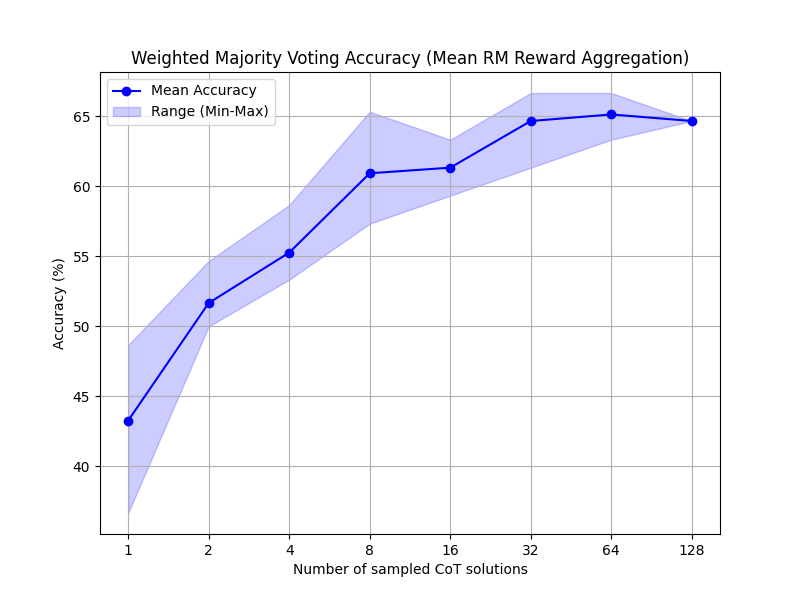 Weighted Majority Voting Accuracy (Mean RM Reward Aggregation)
Mean Accuracy
Range (Min-Max)
65
60
55
50
45
40
Accuracy (%)
1 2 4 8 16 32 64 128
Number of sampled CoT solutions